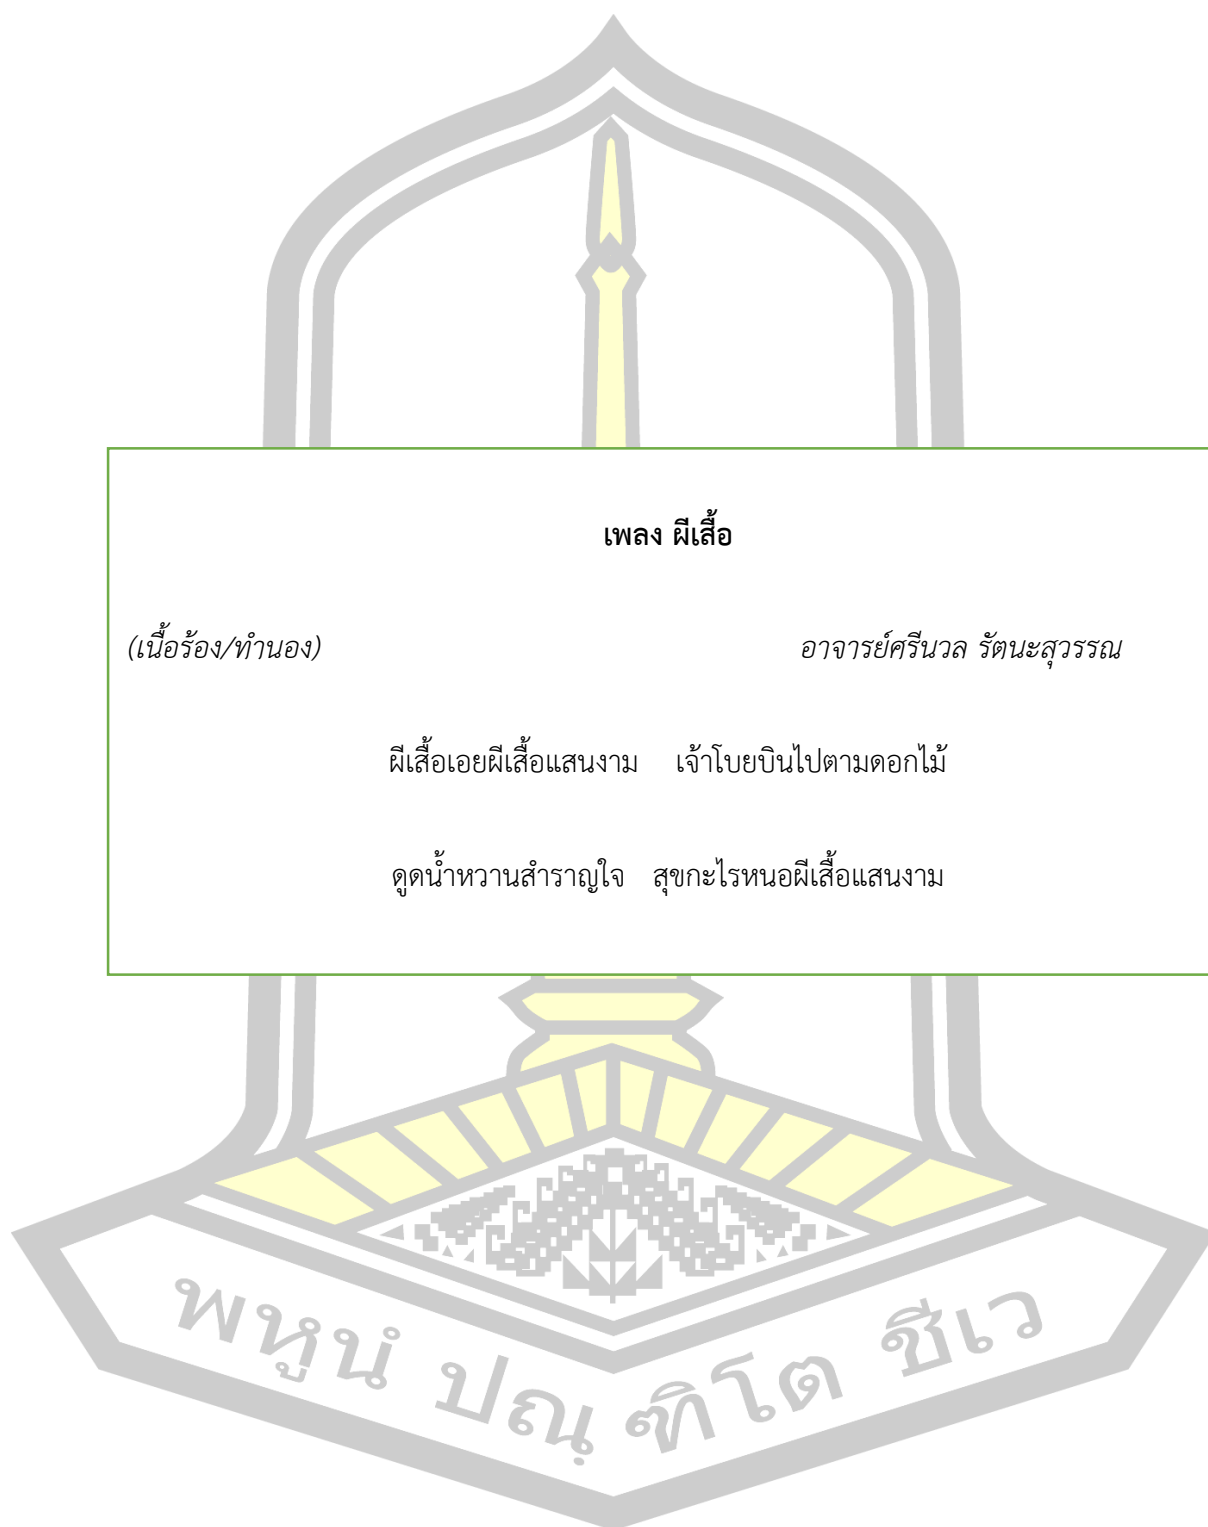 เพลง ผีเสื้อ
(เนื้อร้อง/ทำนอง) อาจารย์ศรีนวล รัตนะสุวรรณ
ผีเสื้อเอยผีเสื้อแสนงาม เจ้าโบยบินไปตามดอกไม้
ดูดน้ำหวานสำราญใจ สุขกะไรหนอผีเสื้อแสนงาม
พหูนํ ปณฺฑิโต ชีเว